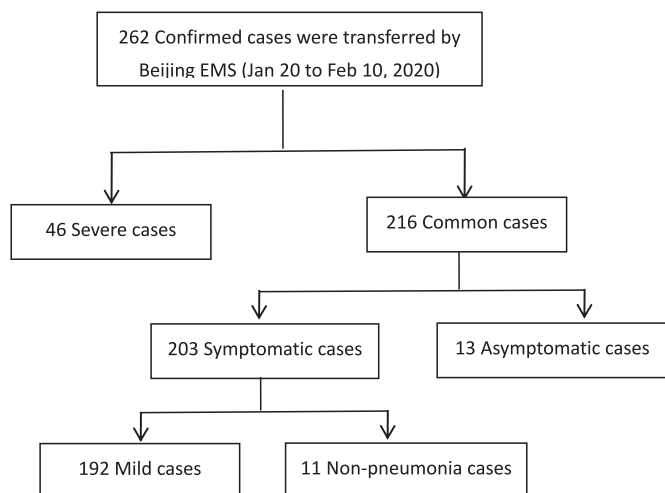 262 Confirmed cases were transferred by
Beijing EMS (Jan 20 to Feb 10, 2020)
46 Severe cases
216 Common cases
203 Symptomatic cases
13 Asymptomatic cases
192 Mild cases
11 Non-pneumonia cases